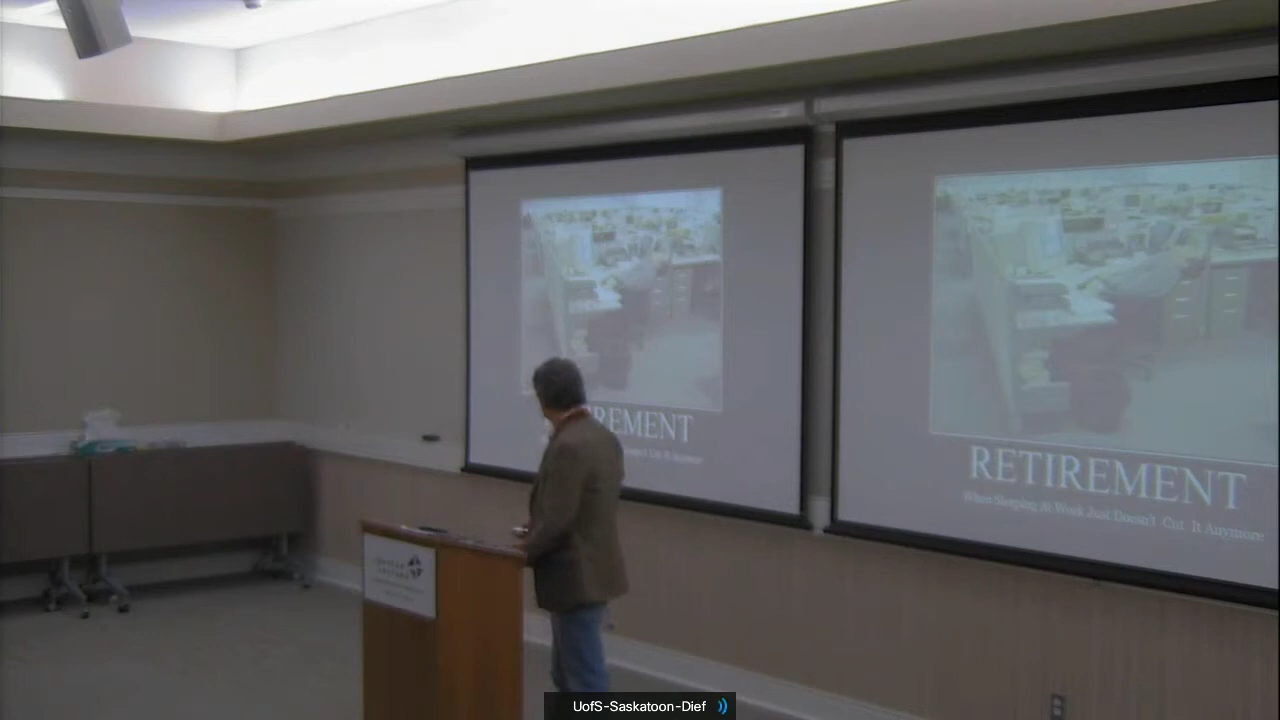 REMENT
RETIREMENT
When Sleeping At Work Just Doesn't Cut It Anymore
UofS-Saskatoon-Dief